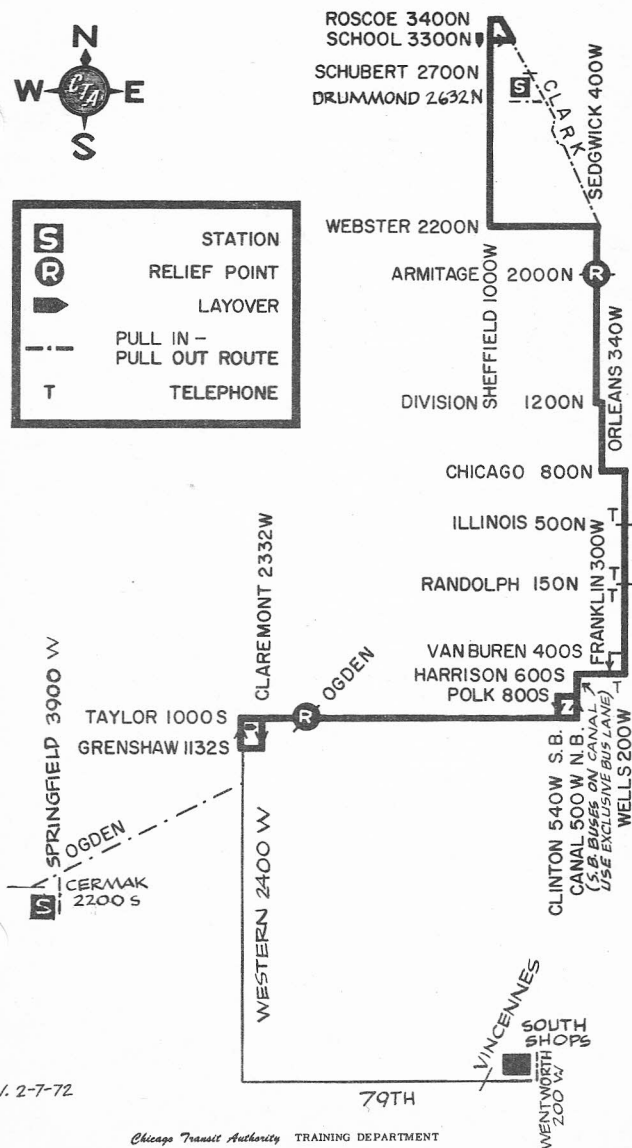 N
W CTA E
S
ROSCOE 3400N
SCHOOL 3300N
SCHUBERT 2700N
DRUMMOND 2632N
S
CLARK
SEDGWICK 400W
S STATION
R RELIEF POINT
LAYOVER
PULL IN –
PULL OUT ROUTE
T TELEPHONE
WEBSTER 2200N
ARMITAGE 2000N R
SHEFFIELD 1000W
ORLEANS 340W
DIVISION 1200N
CHICAGO 800N
ILLINOIS 500N T
FRANKLIN 300W
RANDOLPH 150N T
T
VAN BUREN 400S
HARRISON 600S
T
POLK 800S
CLAREMONT 2332W
OGDEN
TAYLOR 1000S R
GRENSHAW 1132S
CLINTON 540W S.B.
CANAL 500W N.B.
(S.B. BUSES ON CANAL
USE EXCLUSIVE BUS LANE)
WELLS 200W
SPRINGFIELD 3900 W
OGDEN
CERMAK
2200 S
S
WESTERN 2400 W
VINCENNES
SOUTH
SHOPS
WENTWORTH
200 W
79TH
2-7-72
Chicago Transit Authority TRAINING DEPARTMENT